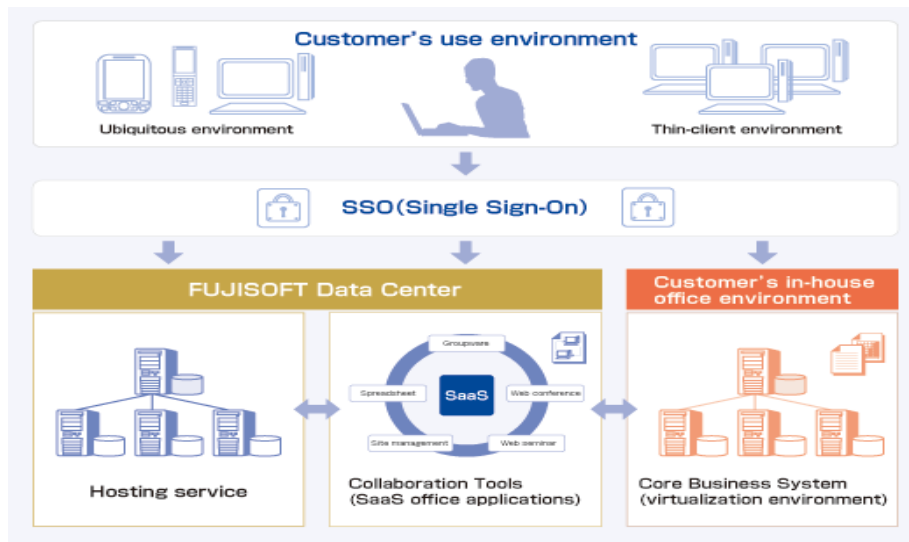 Customer's use environment
Ubiquitous environment
Thin-client environment
SSO(Single Sign-On)
FUJISOFT Data Center
Customer's in-house
office environment
Groupware
Spreadsheet
SaaS
Web conference
Site management
Web seminar
Hosting service
Collaboration Tools
(SaaS office applications)
Core Business System
(virtualization environment)